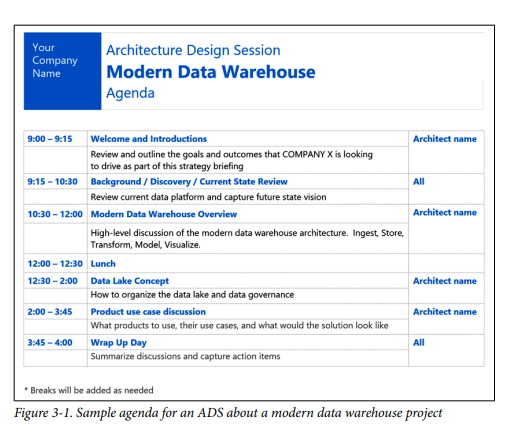 Your
Company
Name
Architecture Design Session
Modern Data Warehouse
Agenda
9:00 – 9:15 Welcome and Introductions Architect name
Review and outline the goals and outcomes that COMPANY X is looking
to drive as part of this strategy briefing
9:15 – 10:30 Background / Discovery / Current State Review All
Review current data platform and capture future state vision
10:30 – 12:00 Modern Data Warehouse Overview Architect name
High-level discussion of the modern data warehouse architecture. Ingest, Store,
Transform, Model, Visualize.
12:00 – 12:30 Lunch
12:30 – 2:00 Data Lake Concept Architect name
How to organize the data lake and data governance
2:00 – 3:45 Product use case discussion Architect name
What products to use, their use cases, and what would the solution look like
3:45 – 4:00 Wrap Up Day All
Summarize discussions and capture action items
* Breaks will be added as needed
Figure 3-1. Sample agenda for an ADS about a modern data warehouse project